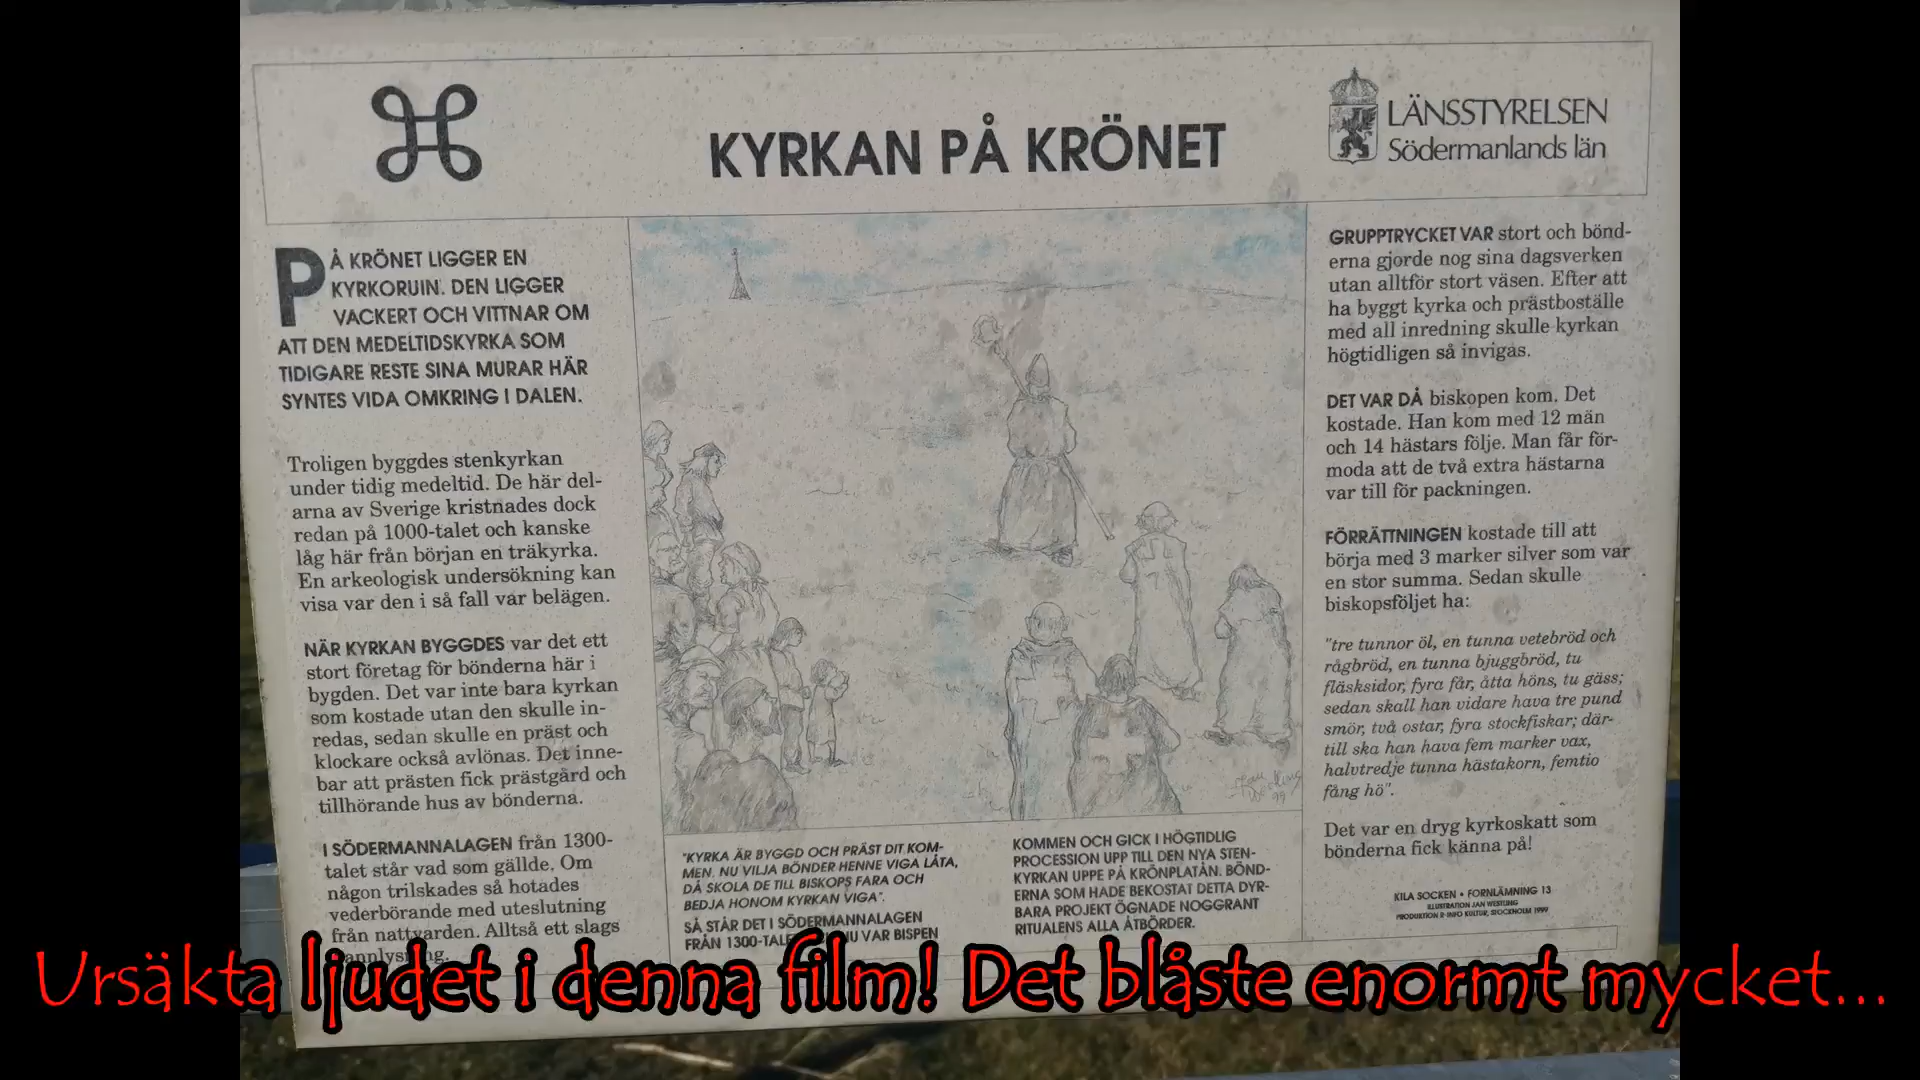 KYRKAN PÅ KRÖNET
LÄNSSTYRELSEN
Södermanlands län
PÅ KRÖNET LIGGER EN
KYRKORUIN. DEN LIGGER
VACKERT OCH VITTNAR OM
ATT DEN MEDELTIDSKYRKA SOM
TIDIGARE RESTE SINA MURAR HÄR
SYNTES VIDA OMKRING I DALEN.
Troligen byggdes stenkyrkan
under tidig medeltid. De här del-
arna av Sverige kristnades dock
redan på 1000-talet och kanske
låg här från början en träkyrka.
En arkeologisk undersökning kan
visa var den i så fall var belägen.
NÄR KYRKAN BYGGDES var det ett
stort företag för bönderna här i
bygden. Det var inte bara kyrkan
som kostade utan den skulle in-
redas, sedan skulle en präst och
klockare också avlönas. Det inne-
bar att prästen fick prästgård och
tillhörande hus av bönderna.
I SÖDERMANNALAGEN från 1300-
talet står vad som gällde. Om
någon trilskades så hotades
vederbörande med uteslutning
från nattvarden. Alltså ett slags
"KYRKA ÄR BYGGD OCH PRÄST DIT KOM-
MEN. NU VILJA BÖNDER HENNE VIGA LÅTA,
DÅ SKOLA DE TILL BISKOPS FARA OCH
BEDJA HONOM KYRKAN VIGA".
SÅ STÅR DET I SÖDERMANNALAGEN
FRÅN 1300-TALET NU VAR BISPEN
KOMMEN OCH GICK I HÖGTIDLIG
PROCESSION UPP TILL DEN NYA STEN-
KYRKAN UPPE PÅ KRÖNPLATÅN. BÖND-
ERNA SOM HADE BEKOSTAT DETTA DYR-
BARA PROJEKT ÖGNADE NOGGRANT
RITUALENS ALLA ÅTBÖRDER.
GRUPPTRYCKET VAR stort och bönd-
erna gjorde nog sina dagsverken
utan alltför stort väsen. Efter att
ha byggt kyrka och prästboställe
med all inredning skulle kyrkan
högtidligen så invigas.
DET VAR DÅ biskopen kom. Det
kostade. Han kom med 12 män
och 14 hästars följe. Man får för-
moda att de två extra hästarna
var till för packningen.
FÖRRÄTTNINGEN kostade till att
börja med 3 marker silver som var
en stor summa. Sedan skulle
biskopsföljet ha:
"tre tunnor öl, en tunna vetebröd och
rågbröd, en tunna bjuggbröd, tu
fläsksidor, fyra får, åtta höns, tu gäss;
sedan skall han vidare hava tre pund
smör, två ostar, fyra stockfiskar; där-
till ska han hava fem marker vax,
halvtredje tunna hästakorn, femtio
fång hö".
Det var en dryg kyrkoskatt som
bönderna fick känna på!
KILA SOCKEN • FORNLÄMNING 13
ILLUSTRATION JAN WESTLING
PRODUKTION R-INFO KULTUR, STOCKHOLM 1999
Ursäkta ljudet i denna film! Det blåste enormt mycket...